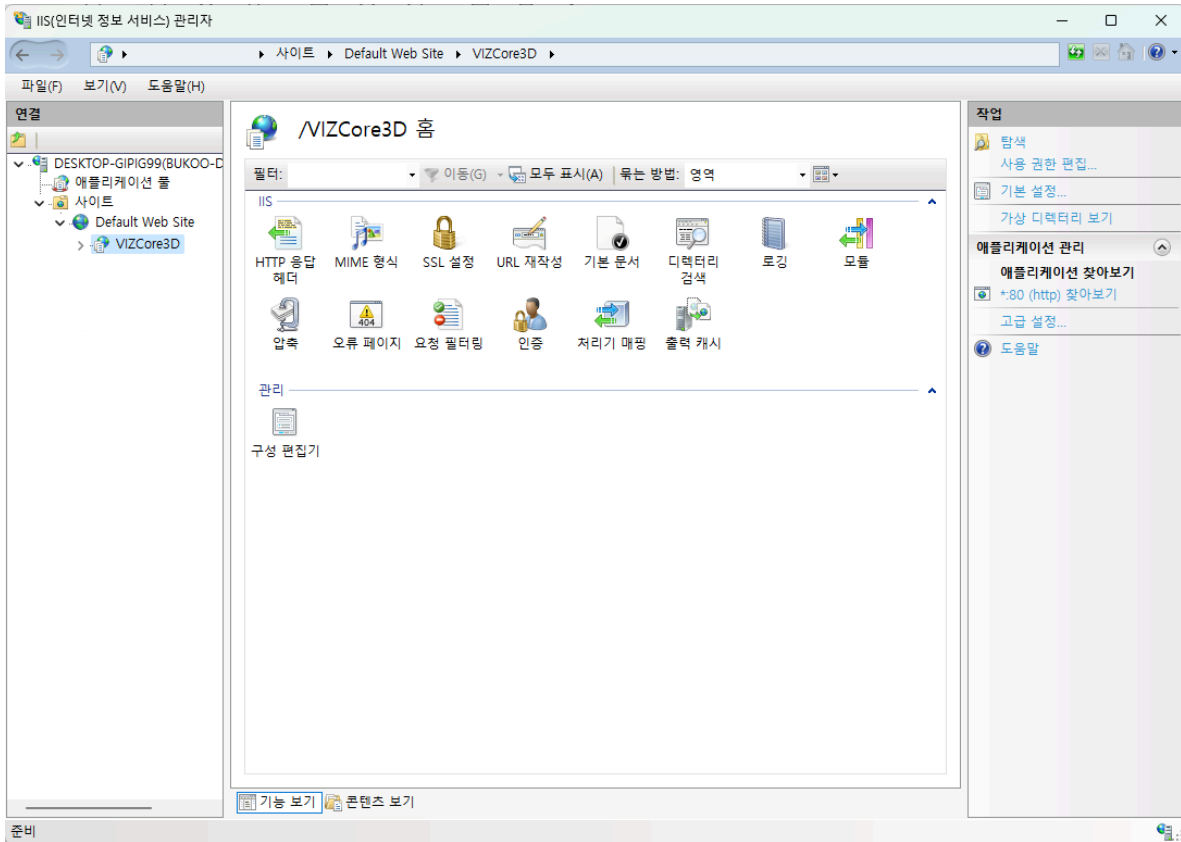 IIS(인터넷 정보 서비스) 관리자
사이트 Default Web Site VIZCore3D
파일(F) 보기(V) 도움말(H)
연결
DESKTOP-GIPIG99(BUKOO-D
애플리케이션 풀
사이트
Default Web Site
VIZCore3D
/VIZCore3D 홈
필터: 이동(G) 모두 표시(A) 묶는 방법: 영역
IIS
HTTP 응답 헤더
MIME 형식
SSL 설정
URL 재작성
기본 문서
디렉터리 검색
로깅
모듈
압축
404
오류 페이지
요청 필터링
인증
처리기 매핑
출력 캐시
관리
구성 편집기
기능 보기 콘텐츠 보기
작업
탐색
사용 권한 편집...
기본 설정...
가상 디렉터리 보기
애플리케이션 관리
애플리케이션 찾아보기
*:80 (http) 찾아보기
고급 설정...
도움말
준비